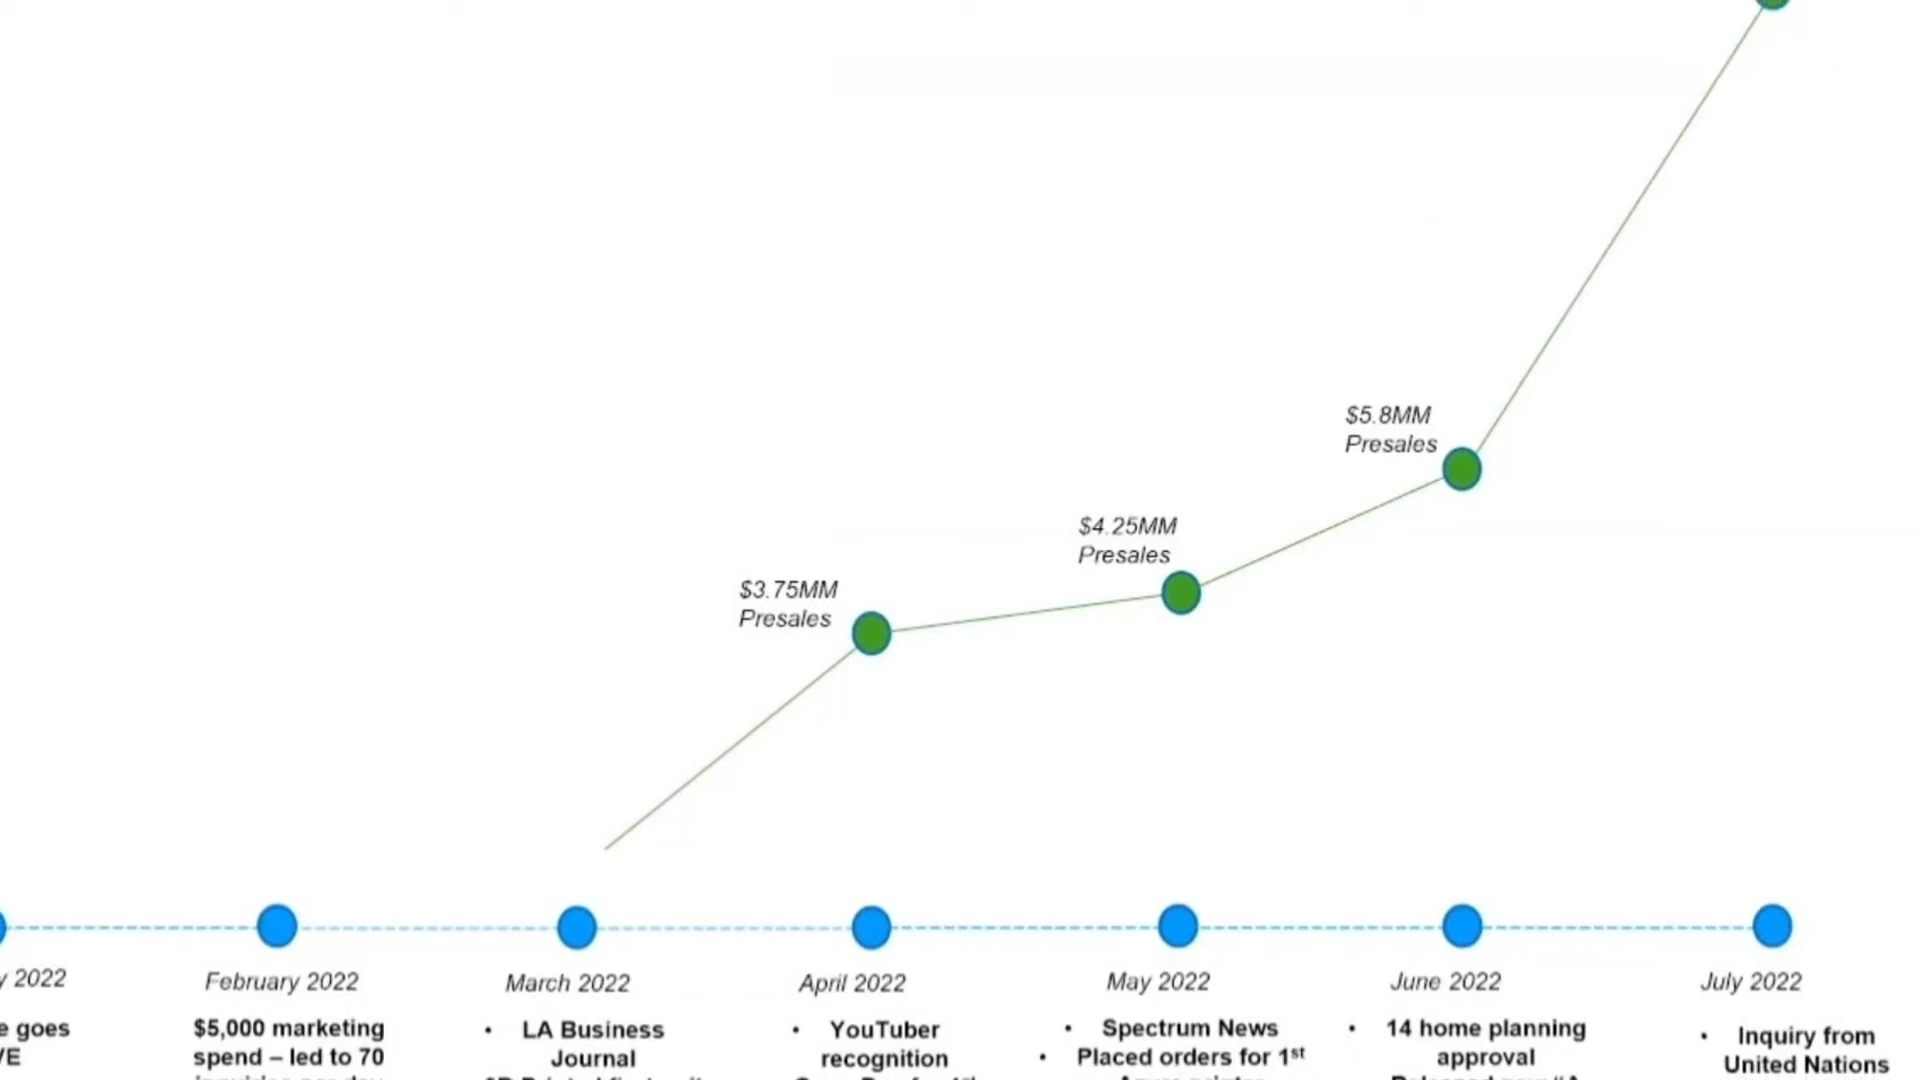 $5.8MM
Presales
$4.25MM
Presales
$3.75MM
Presales
2022
February 2022
March 2022
April 2022
May 2022
June 2022
July 2022
goes
$5,000 marketing
spend – led to 70
• LA Business
Journal
• YouTuber
recognition
• Spectrum News
• Placed orders for 1st
• 14 home planning
approval
• Inquiry from
United Nations